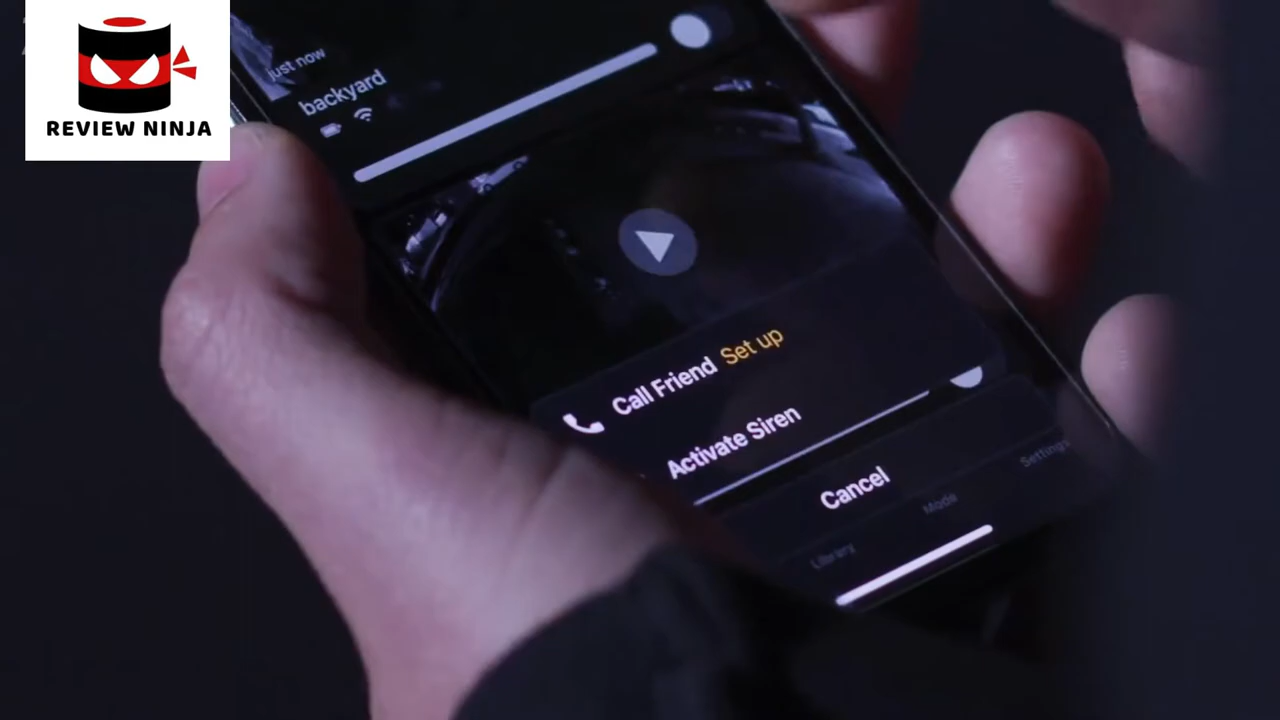 REVIEW NINJA
just now
backyard
Call Friend Set up
Activate Siren
Cancel
Library
Mode
Settings